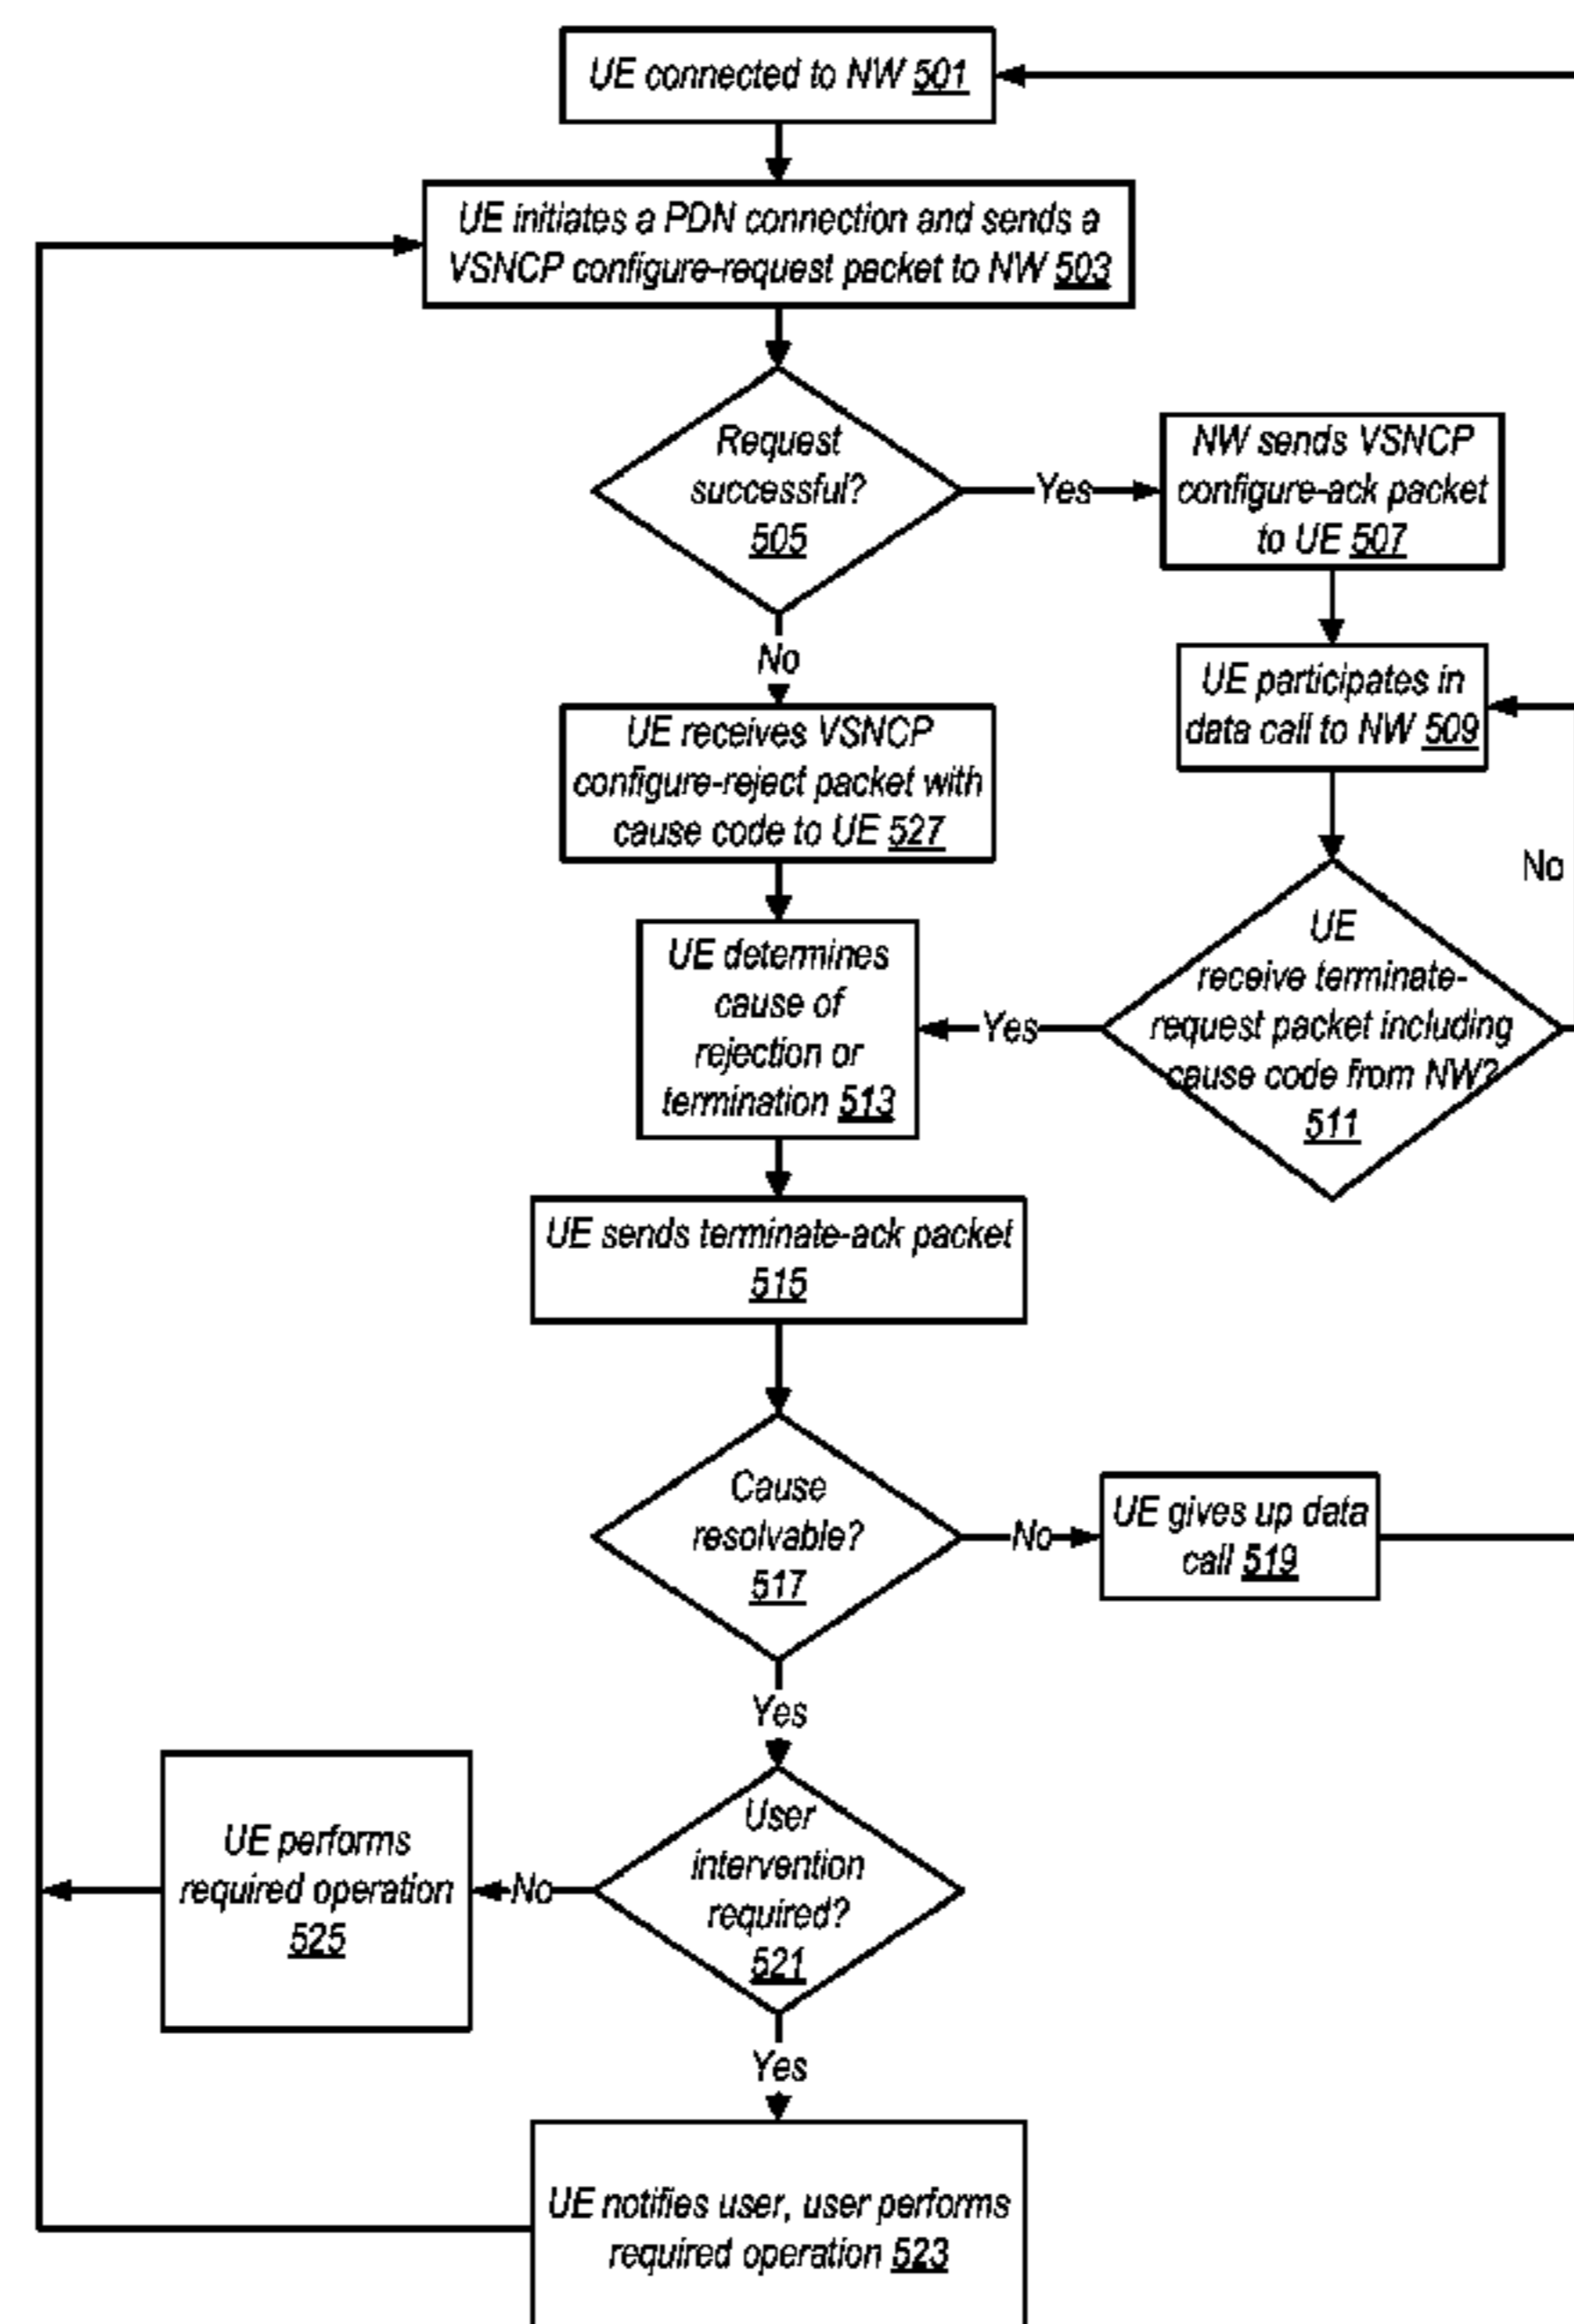 UE connected to NW 501
UE initiates a PDN connection and sends a
VSNCP configure-request packet to NW 503
Request
successful?
505
Yes
NW sends VSNCP
configure-ack packet
to UE 507
No
UE participates in
data call to NW 509
UE receives VSNCP
configure-reject packet with
cause code to UE 527
No
UE
receive terminate-
request packet including
cause code from NW?
511
Yes
UE determines
cause of
rejection or
termination 513
UE sends terminate-ack packet
515
Cause
resolvable?
517
No
UE gives up data
call 519
Yes
User
intervention
required?
521
No
UE performs
required operation
525
Yes
UE notifies user, user performs
required operation 523